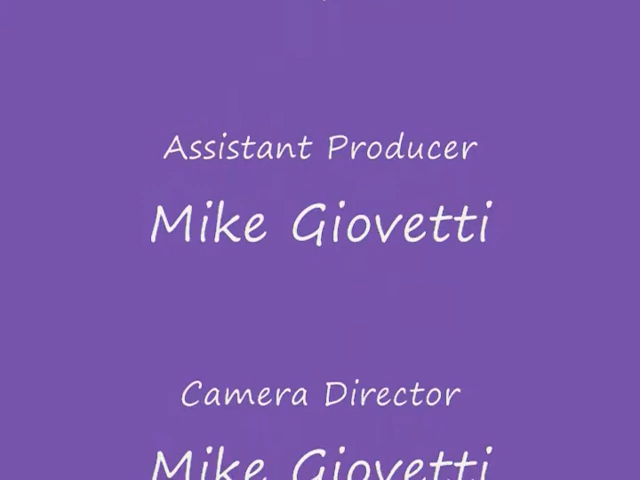 Assistant Producer
Mike Giovetti
Camera Director
Mike Giovetti